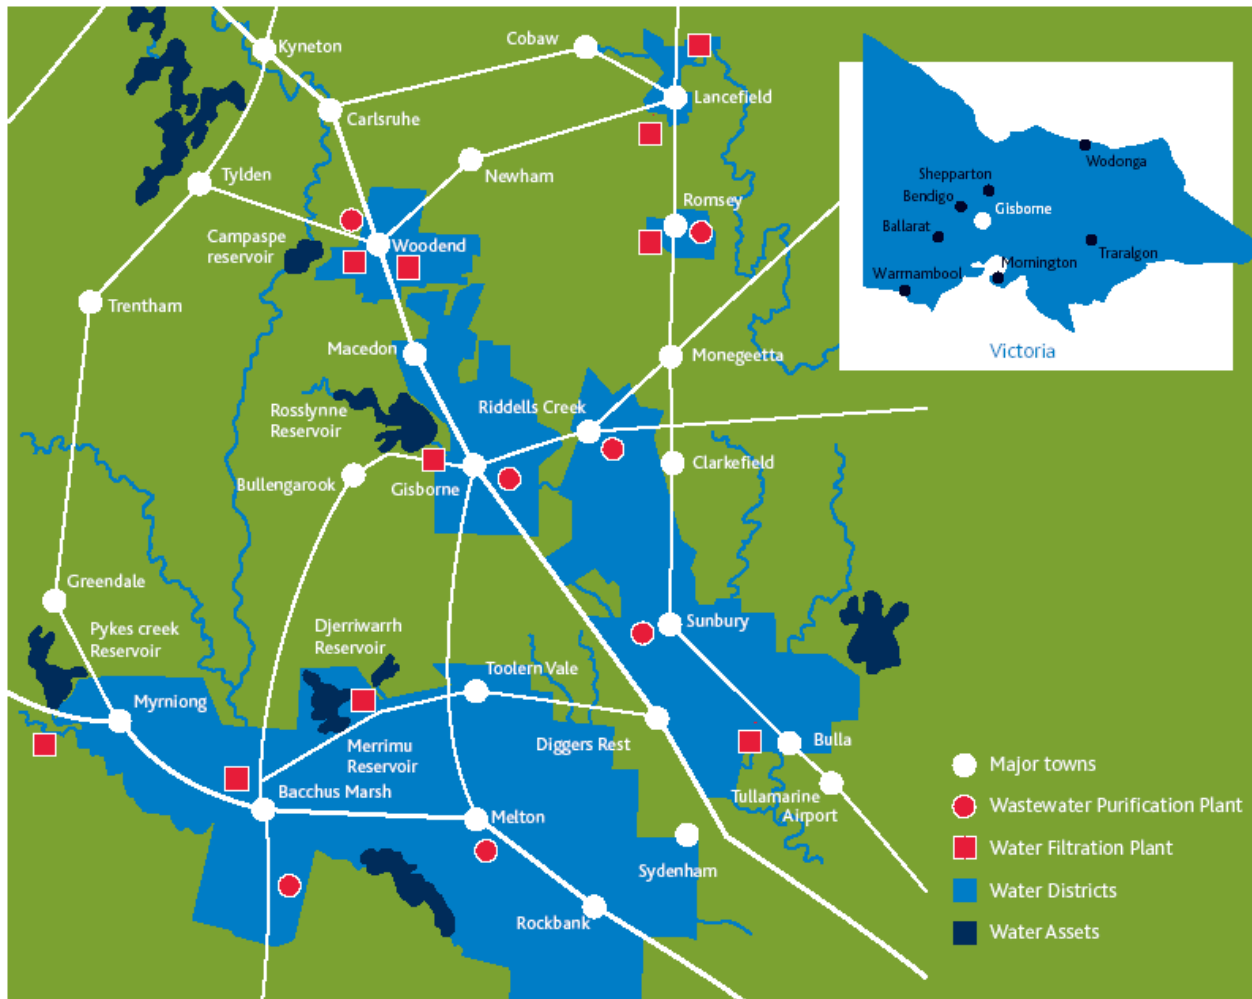 Kyneton
Cobaw
Carlsruhe
Lancefield
Tylden
Newham
Romsey
Campaspe
reservoir
Woodend
Trentham
Macedon
Monegeetta
Rosslynne
Reservoir
Riddells Creek
Bullengarook
Gisborne
Clarkefield
Greendale
Pykes creek
Reservoir
Djerriwarrh
Reservoir
Sunbury
Toolern Vale
Myrniong
Merrimu
Reservoir
Diggers Rest
Bulla
Bacchus Marsh
Melton
Tullamarine
Airport
Sydenham
Rockbank
Wodonga
Shepparton
Bendigo
Gisborne
Ballarat
Traralgon
Mornington
Warrnambool
Victoria
Major towns
Wastewater Purification Plant
Water Filtration Plant
Water Districts
Water Assets